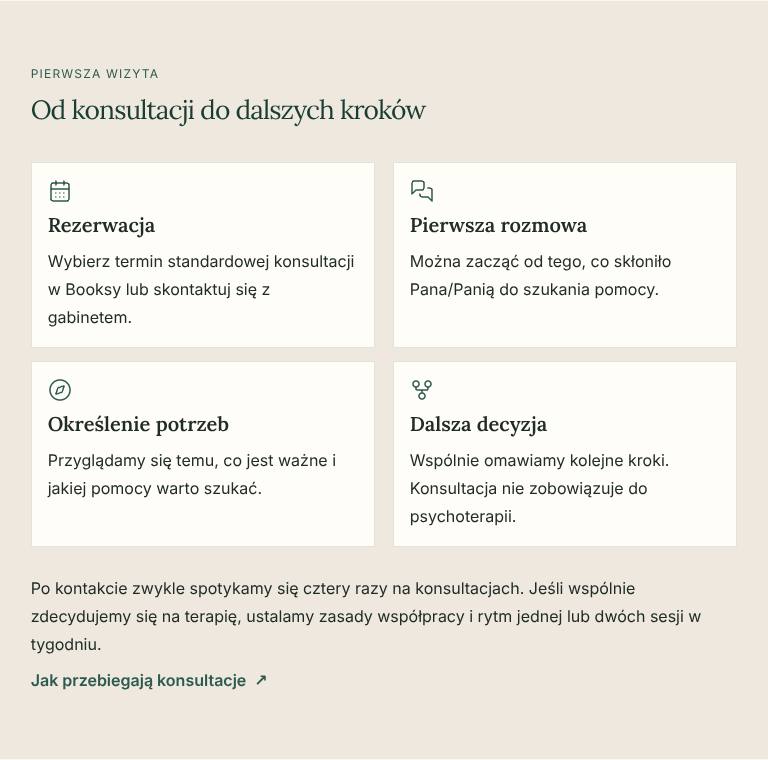 PIERWSZA WIZYTA
Od konsultacji do dalszych kroków
Rezerwacja
Wybierz termin standardowej konsultacji
w Booksy lub skontaktuj się z
gabinetem.
Pierwsza rozmowa
Można zacząć od tego, co skłoniło
Pana/Panią do szukania pomocy.
Określenie potrzeb
Przyglądamy się temu, co jest ważne i
jakiej pomocy warto szukać.
Dalsza decyzja
Wspólnie omawiamy kolejne kroki.
Konsultacja nie zobowiązuje do
psychoterapii.
Po kontakcie zwykle spotykamy się cztery razy na konsultacjach. Jeśli wspólnie
zdecydujemy się na terapię, ustalamy zasady współpracy i rytm jednej lub dwóch sesji w
tygodniu.
Jak przebiegają konsultacje ↗